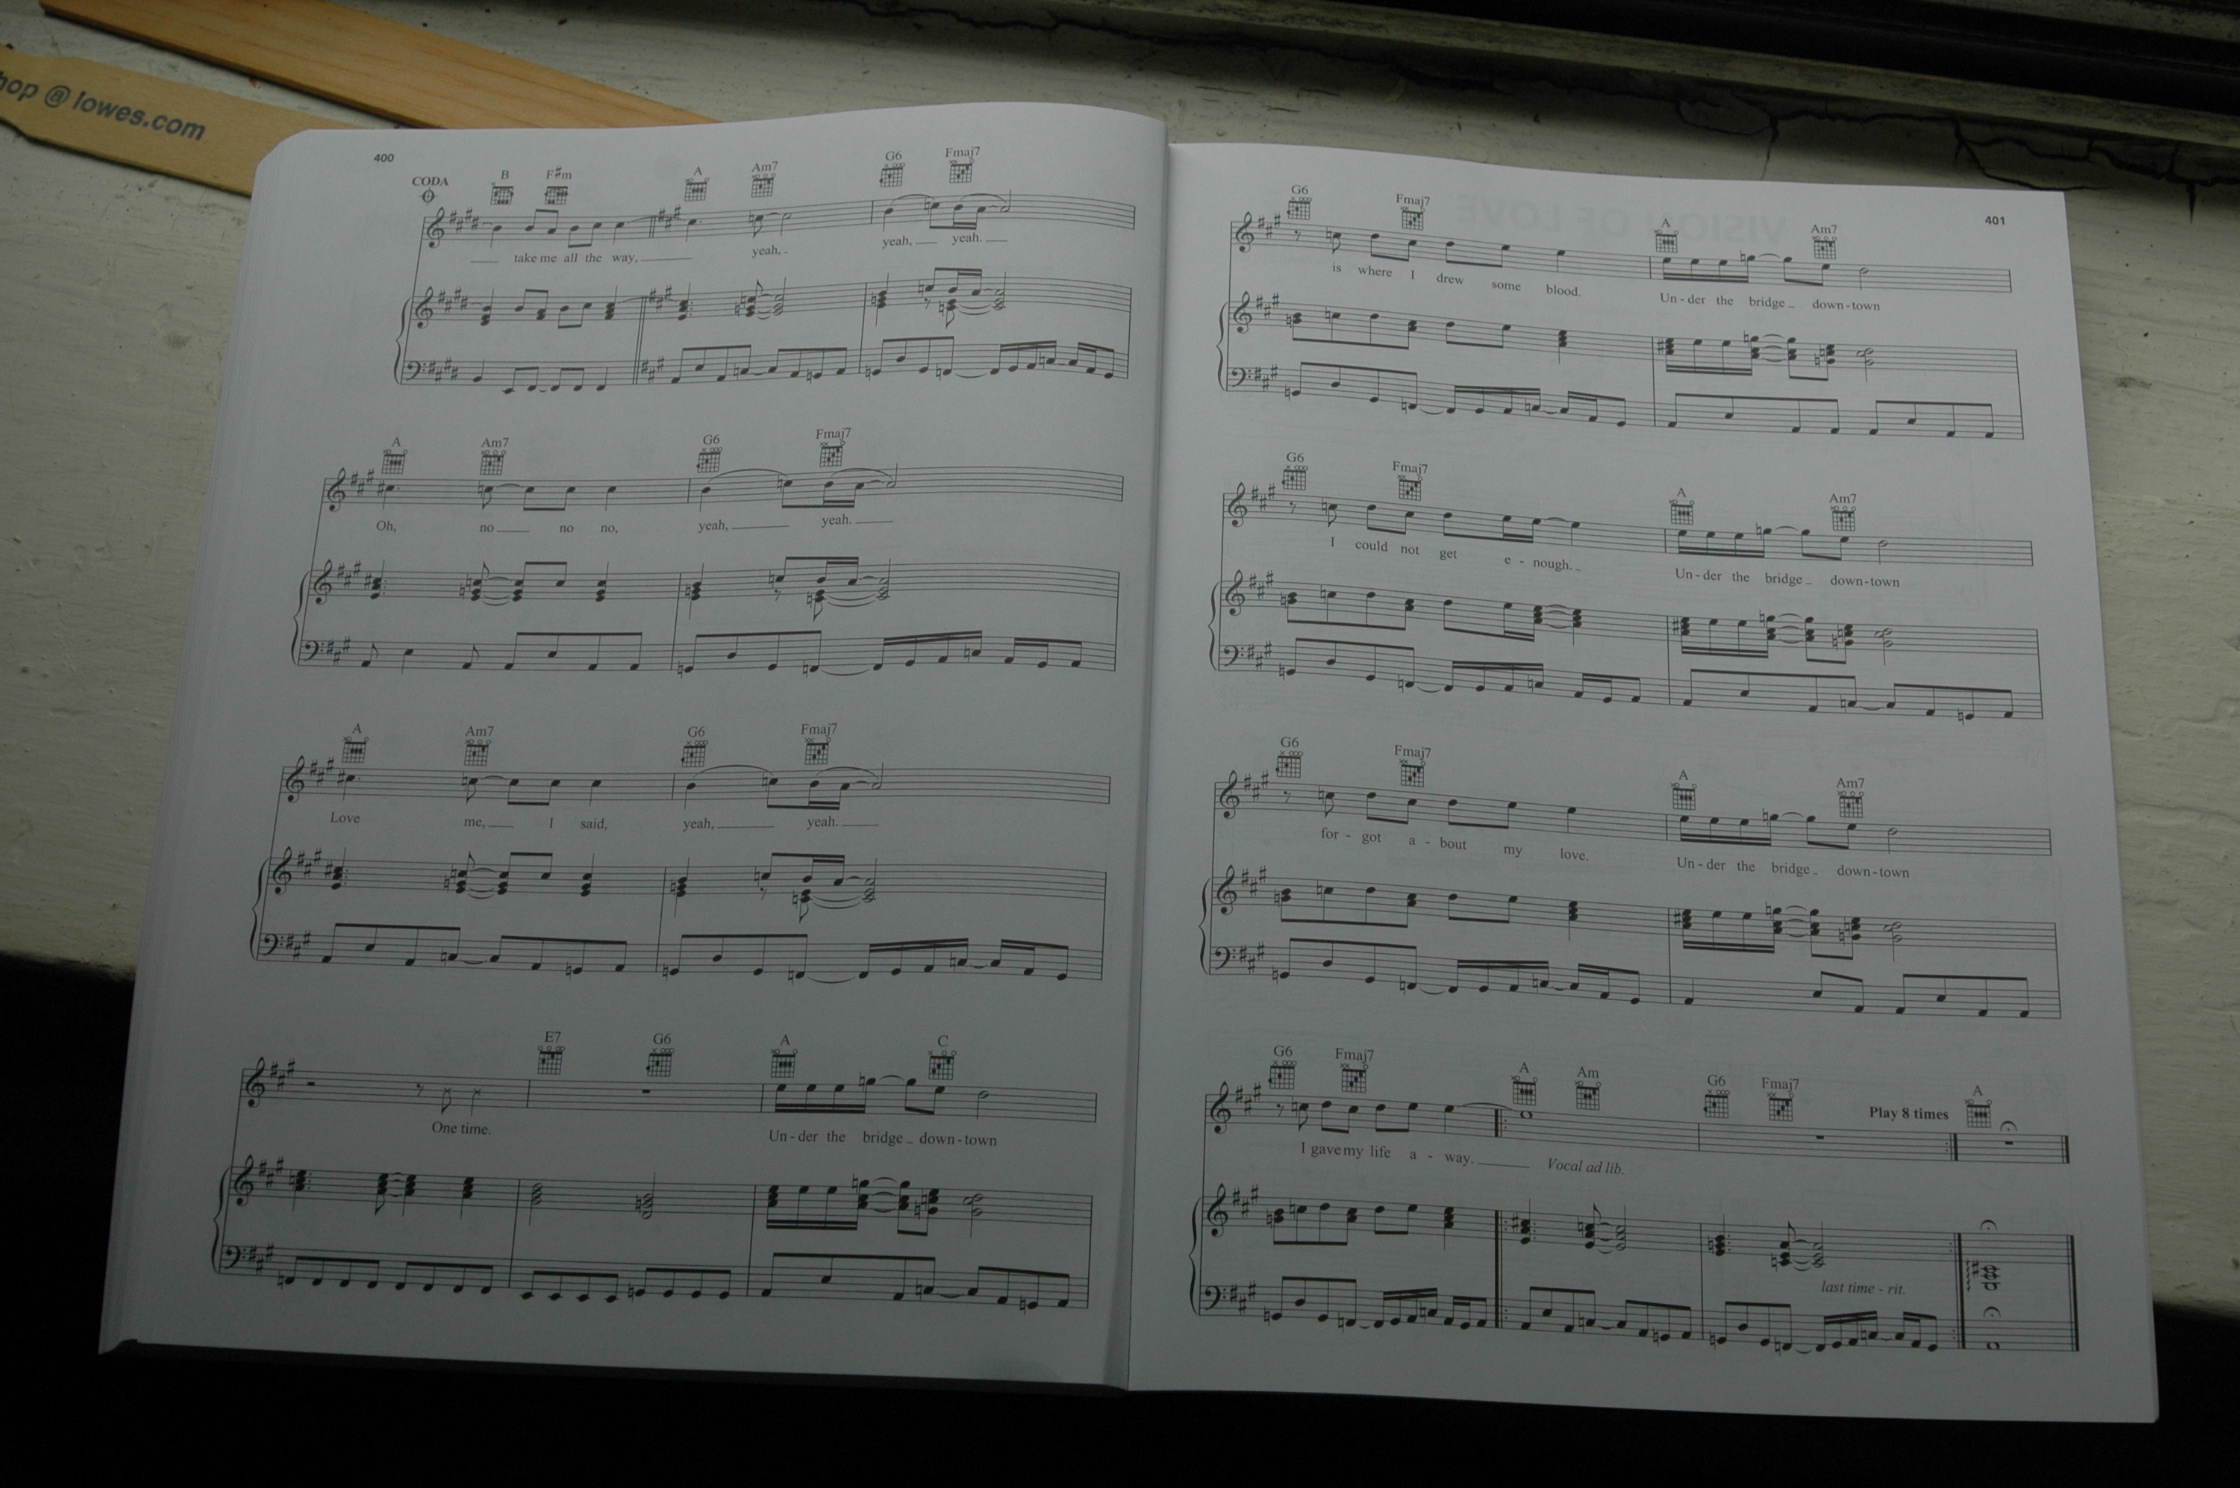 hop @ lowes.com
400
CODA
B F#m A Am7 G6 Fmaj7
take me all the way, yeah, yeah, yeah.
A Am7 G6 Fmaj7
Oh, no no no, yeah, yeah.
A Am7 G6 Fmaj7
Love me, I said, yeah, yeah.
E7 G6 A C
One time. Un - der the bridge down - town
401
VISION OF LOVE
G6 Fmaj7 A Am7
is where I drew some blood. Un - der the bridge down - town
G6 Fmaj7 A Am7
I could not get e - nough. Un - der the bridge down - town
G6 Fmaj7 A Am7
for - got a - bout my love. Un - der the bridge down - town
G6 Fmaj7 A Am G6 Fmaj7 Play 8 times A
I gave my life a - way. Vocal ad lib.
last time - rit.